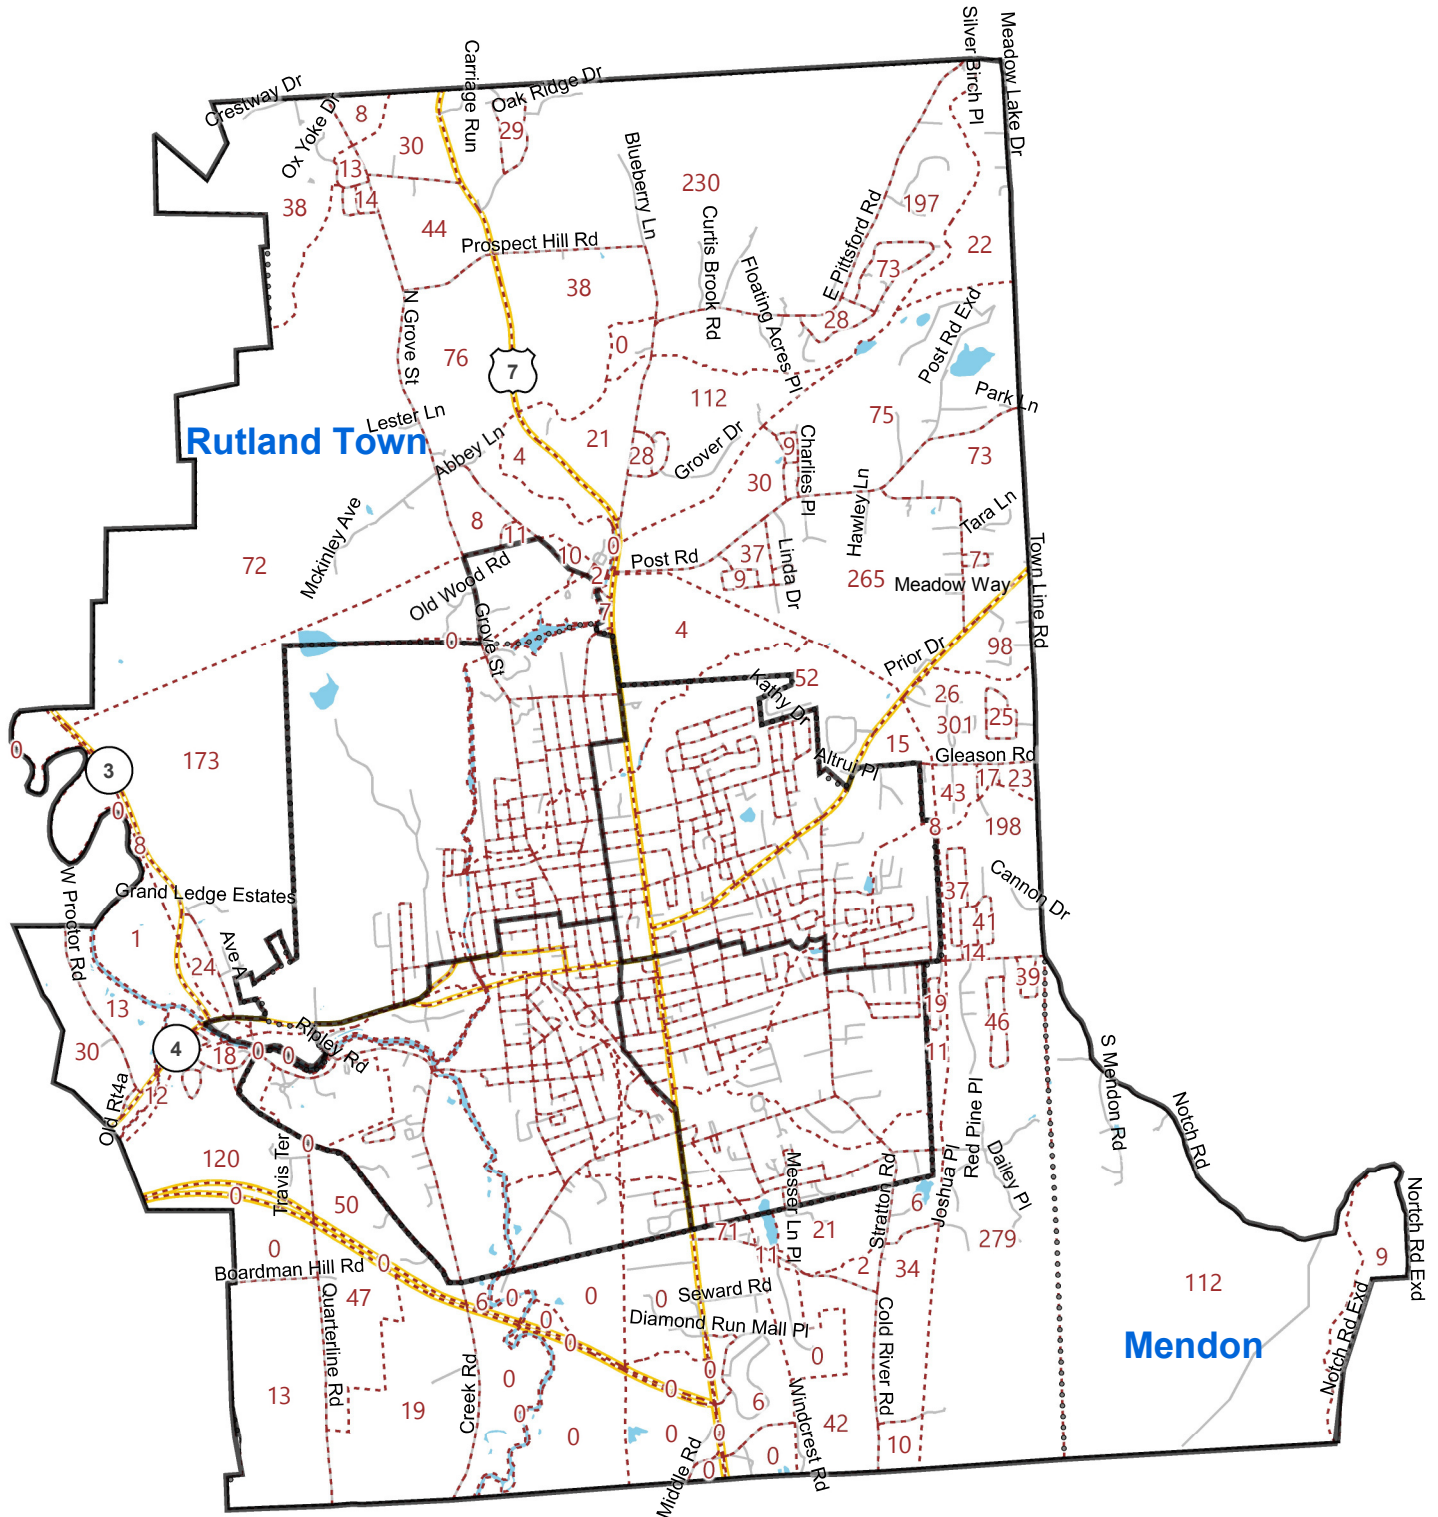 Silver Birch Pl
Meadow Lake Dr
Carriage Run
Crestway Dr
Oak Ridge Dr
Ox Yoke Dr
8
30
29
Blueberry Ln
13
14
38
230
197
44
Curtis Brook Rd
E Pittsford Rd
Prospect Hill Rd
22
73
Floating Acres Pl
38
N Grove St
28
Post Rd Exd
0
76
7
112
75
Park Ln
Lester Ln
Rutland Town
Abbey Ln
4
21
28
Grover Dr
9
Charlies Pl
73
30
Hawley Ln
Mckinley Ave
8
11
Tara Ln
0
10
Post Rd
37
Linda Dr
7
Town Line Rd
72
Old Wood Rd
2
9
265
Meadow Way
7
Grove St
4
0
98
Prior Dr
52
Kathy Dr
26
25
301
15
0
173
3
Altrui Pl
Gleason Rd
17
23
43
0
8
198
8
W Proctor Rd
Grand Ledge Estates
37
Cannon Dr
41
1
Ave A
24
14
39
13
19
46
30
4
18
0
0
Ripley Rd
11
S Mendon Rd
12
Old Rt4a
Red Pine Pl
Notch Rd
120
Travis Ter
0
Messer Ln Pl
Stratton Rd
Joshua Pl
Dailey Pl
0
50
6
71
21
279
Nortch Rd Exd
0
Boardman Hill Rd
0
11
2
34
9
112
47
6
0
0
0
Seward Rd
Quarterline Rd
0
Diamond Run Mall Pl
Cold River Rd
Mendon
0
Notch Rd Exd
0
0
Creek Rd
0
0
13
19
6
Windcrest Rd
0
42
0
0
0
10
0
Middle Rd
0